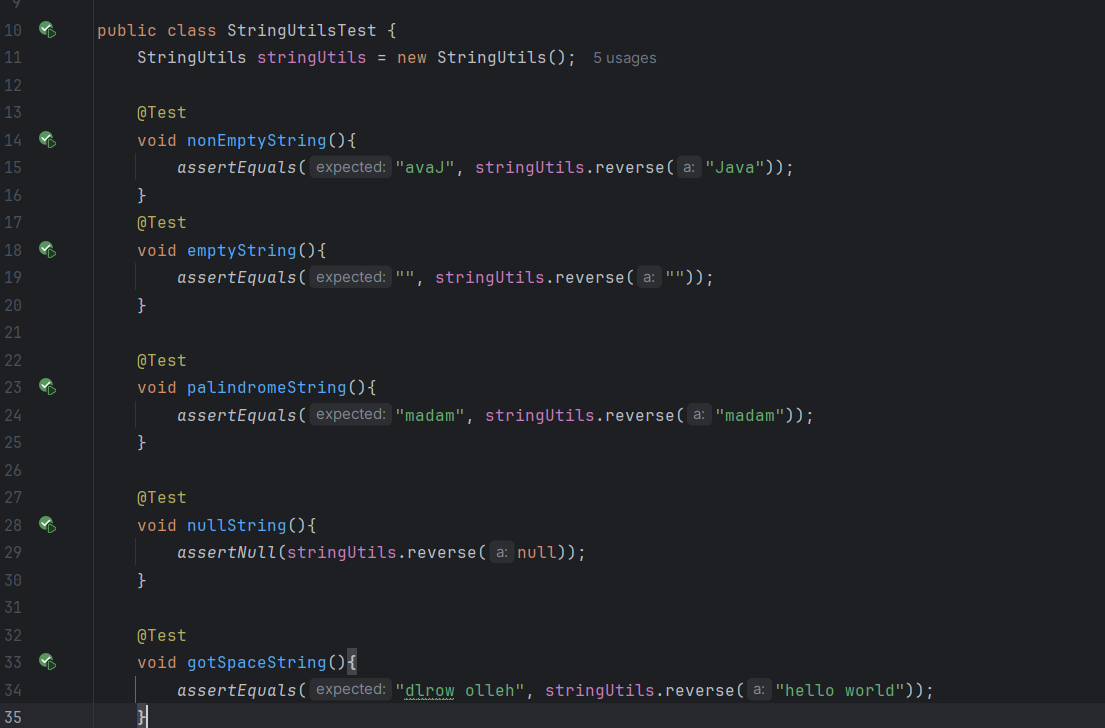 9
10 public class StringUtilsTest {
11 StringUtils stringUtils = new StringUtils(); 5 usages
12
13 @Test
14 void nonEmptyString(){
15 assertEquals( expected: "avaJ", stringUtils.reverse( a: "Java"));
16 }
17 @Test
18 void emptyString(){
19 assertEquals( expected: "", stringUtils.reverse( a: ""));
20 }
21
22 @Test
23 void palindromeString(){
24 assertEquals( expected: "madam", stringUtils.reverse( a: "madam"));
25 }
26
27 @Test
28 void nullString(){
29 assertNull(stringUtils.reverse( a: null));
30 }
31
32 @Test
33 void gotSpaceString(){
34 assertEquals( expected: "dlrow olleh", stringUtils.reverse( a: "hello world"));
35 }